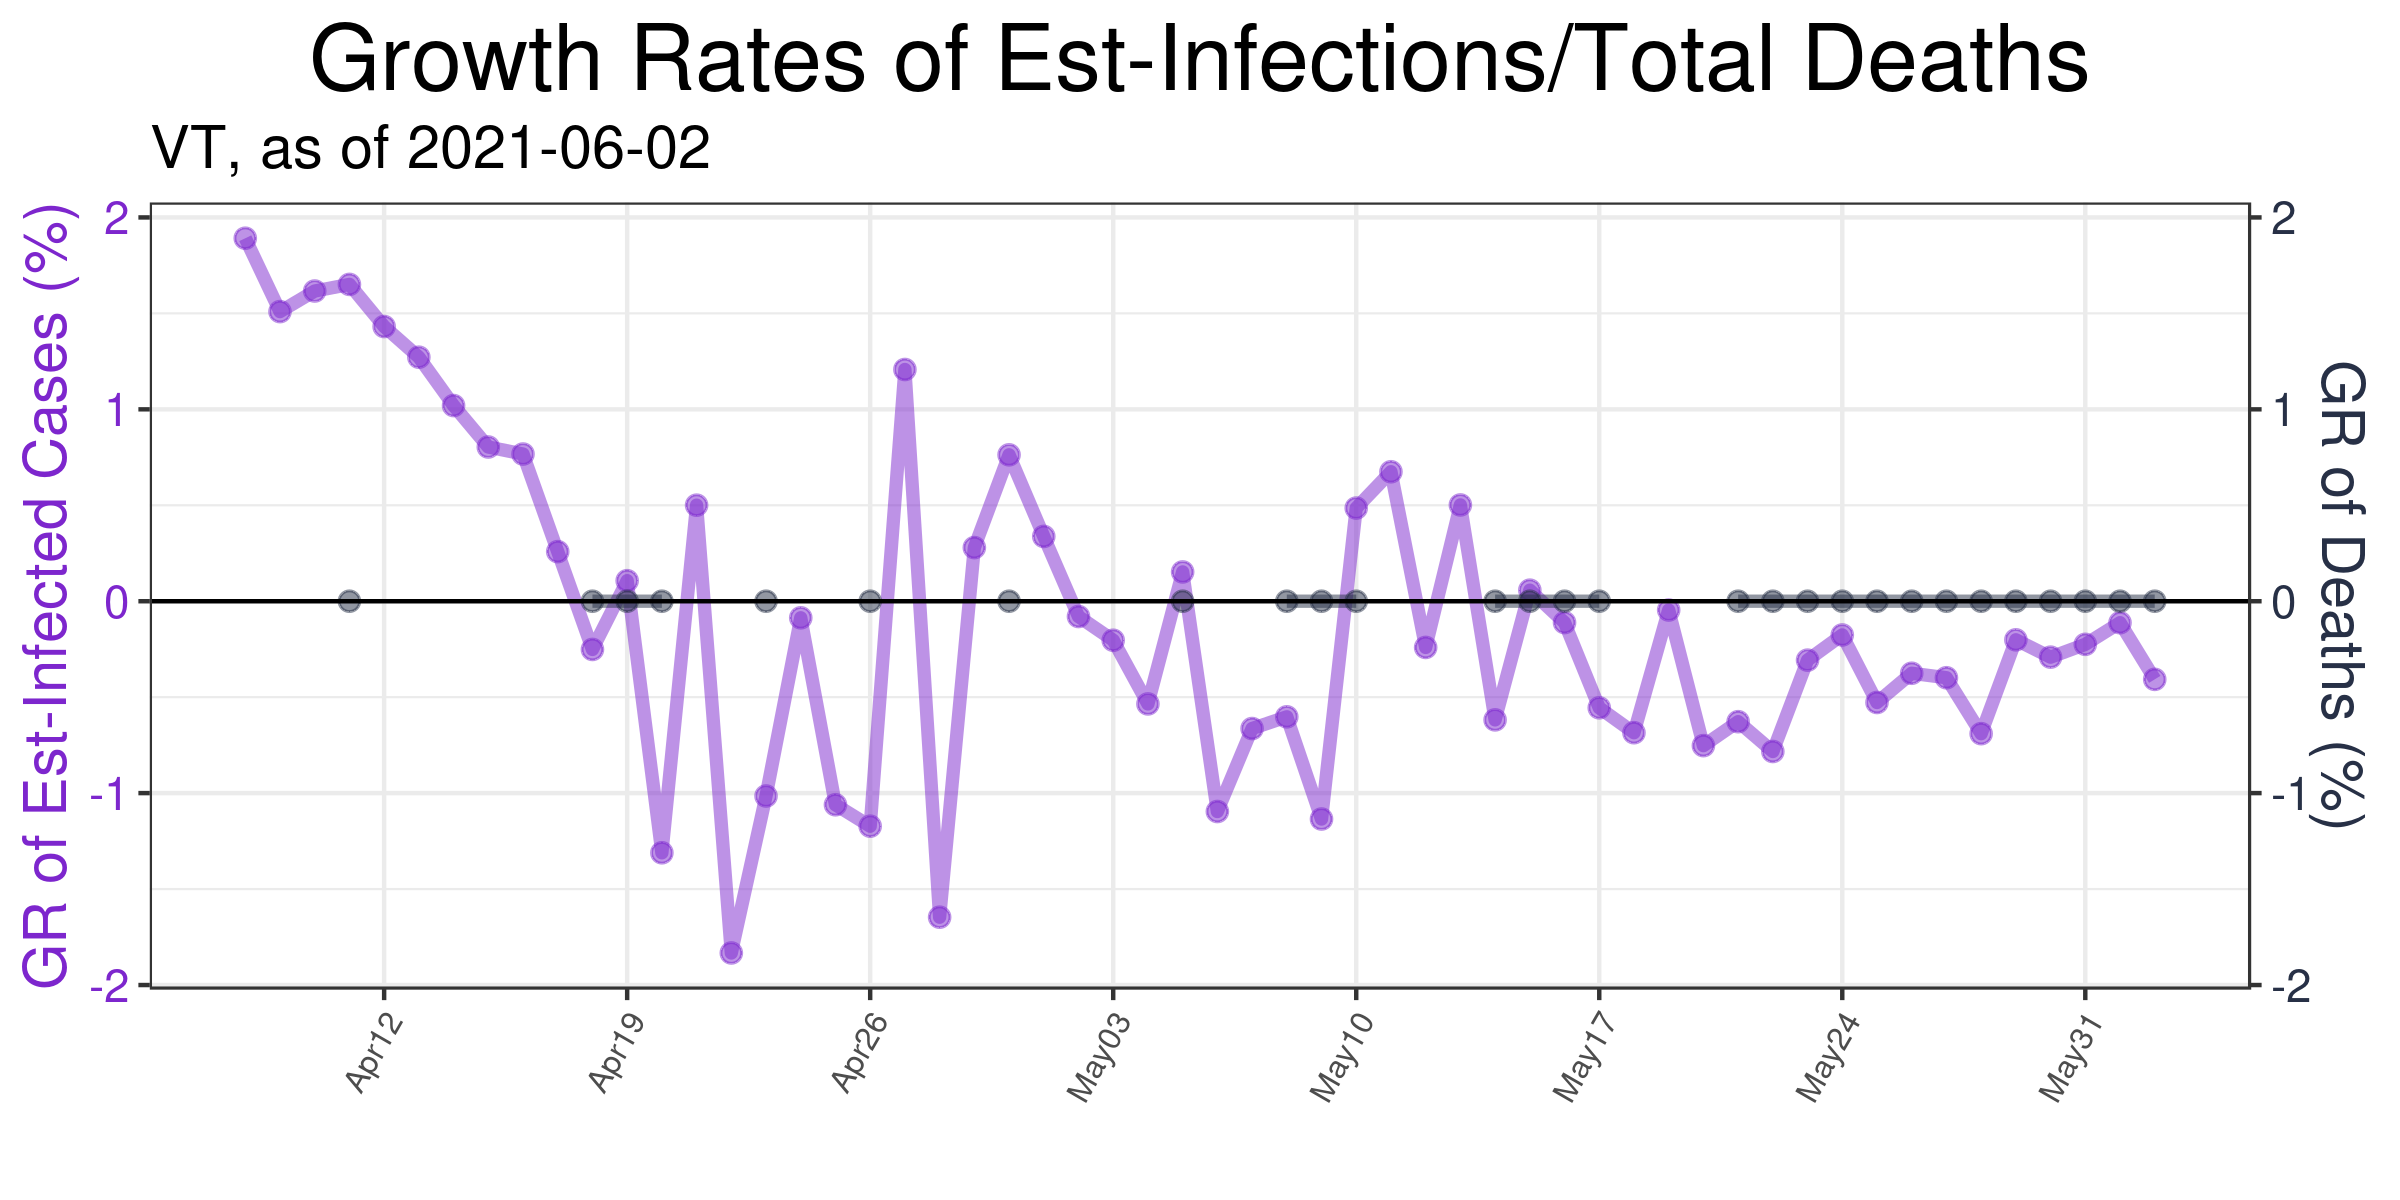 Growth Rates of Est-Infections/Total Deaths
VT, as of 2021-06-02
GR of Est-Infected Cases (%)
2
1
0
-1
-2
2
1
0
-1
-2
GR of Deaths (%)
Apr12
Apr19
Apr26
May03
May10
May17
May24
May31